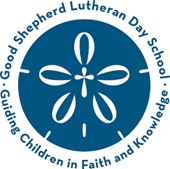 Good Shepherd Lutheran Day School ·
Guiding Children in Faith and Knowledge ·